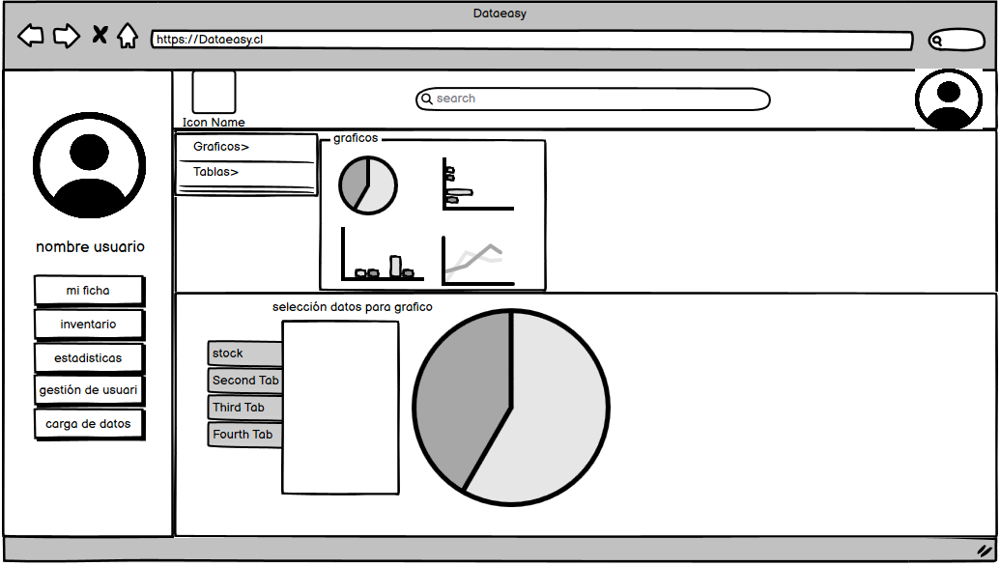 Dataeasy
https://Dataeasy.cl
search
Icon Name
nombre usuario
mi ficha
inventario
estadisticas
gestión de usuari
carga de datos
Graficos>
Tablas>
graficos
selección datos para grafico
stock
Second Tab
Third Tab
Fourth Tab